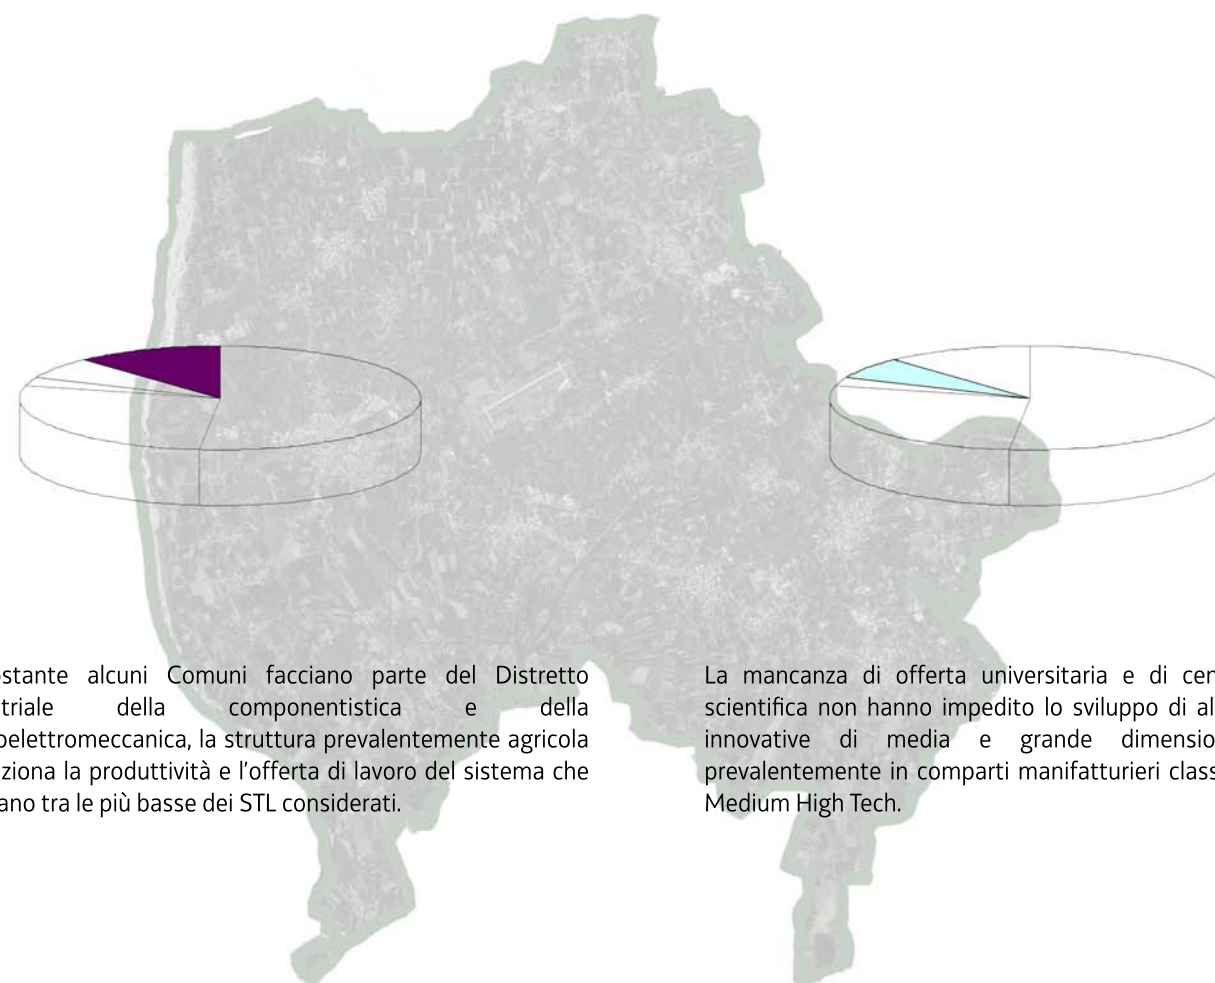 stante alcuni Comuni facciano parte del Distretto
triale della componentistica e della
elettromeccanica, la struttura prevalentemente agricola
ziona la produttività e l'offerta di lavoro del sistema che
ano tra le più basse dei STL considerati.
La mancanza di offerta universitaria e di cen
scientifica non hanno impedito lo sviluppo di al
innovative di media e grande dimensio
prevalentemente in comparti manifatturieri class
Medium High Tech.